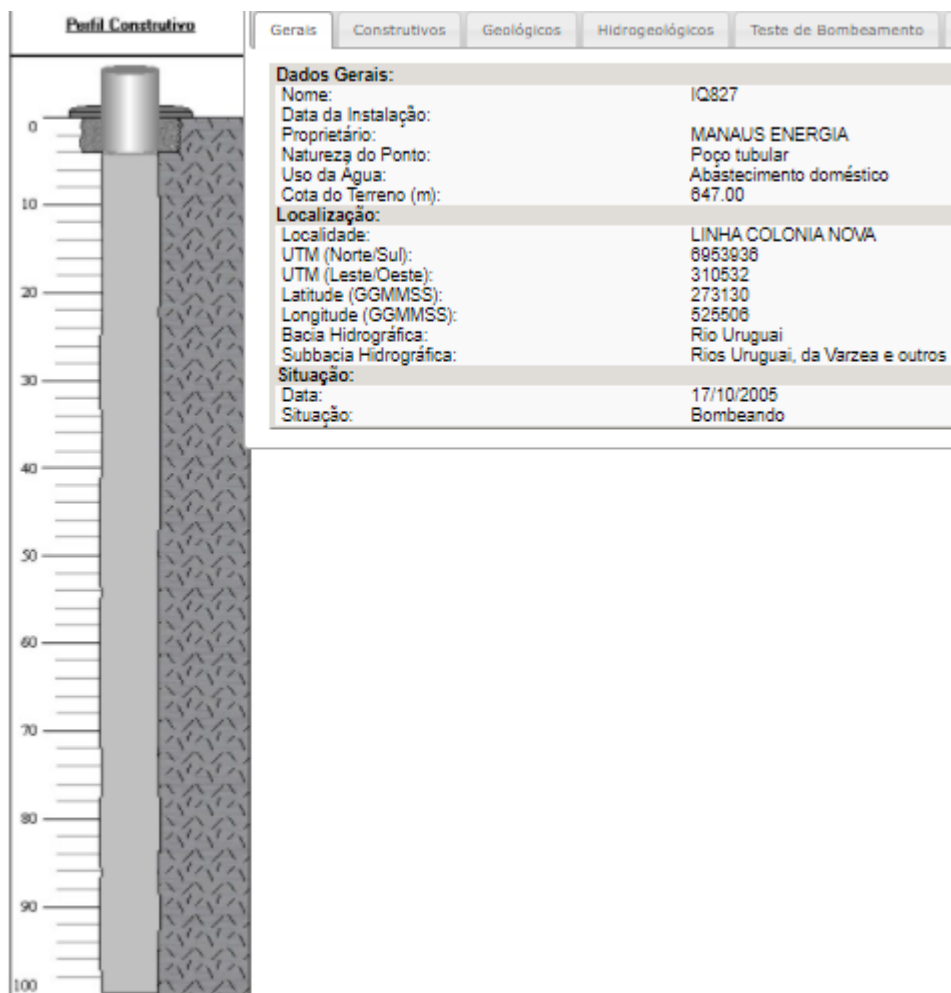 Perfil Construtivo
0
10
20
30
40
50
60
70
80
90
100
Gerais Construtivos Geológicos Hidrogeológicos Teste de Bombeamento
Dados Gerais:
Nome: IQ827
Data da Instalação:
Proprietário: MANAUS ENERGIA
Natureza do Ponto: Poço tubular
Uso da Água: Abastecimento doméstico
Cota do Terreno (m): 647.00
Localização:
Localidade: LINHA COLONIA NOVA
UTM (Norte/Sul): 6953936
UTM (Leste/Oeste): 310532
Latitude (GGMMSS): 273130
Longitude (GGMMSS): 525506
Bacia Hidrográfica: Rio Uruguai
Subbacia Hidrográfica: Rios Uruguai, da Varzea e outros
Situação:
Data: 17/10/2005
Situação: Bombeando